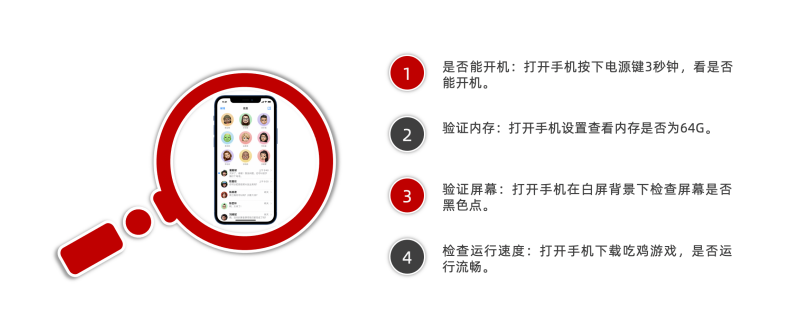 1
是否能开机：打开手机按下电源键3秒钟，看是否
能开机。
2
验证内存：打开手机设置查看内存是否为64G。
3
验证屏幕：打开手机在白屏背景下检查屏幕是否
黑色点。
4
检查运行速度：打开手机下载吃鸡游戏，是否运
行流畅。